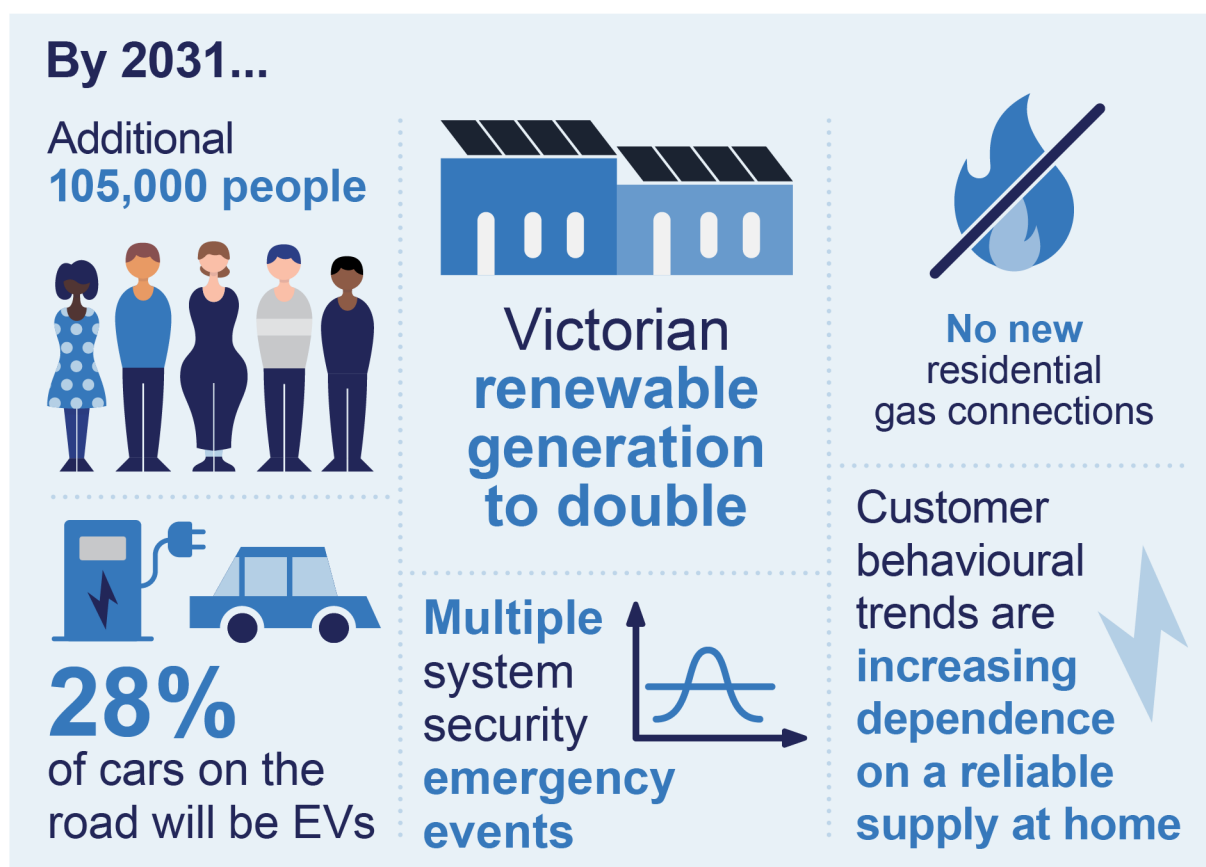 By 2031...
Additional
105,000 people
28%
of cars on the
road will be EVs
Victorian
renewable
generation
to double
Multiple
system
security
emergency
events
No new
residential
gas connections
Customer
behavioural
trends are
increasing
dependence
on a reliable
supply at home